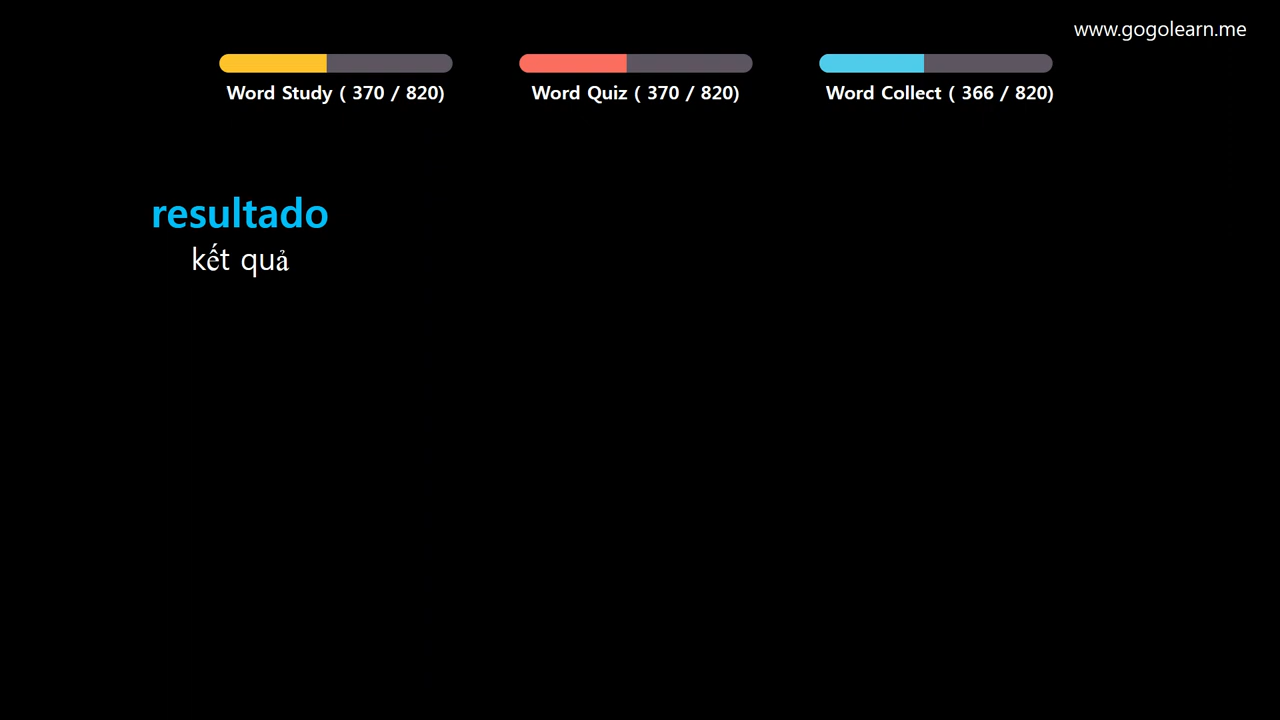 www.gogolearn.me
Word Study ( 370 / 820)
Word Quiz ( 370 / 820)
Word Collect ( 366 / 820)
resultado
kết quả